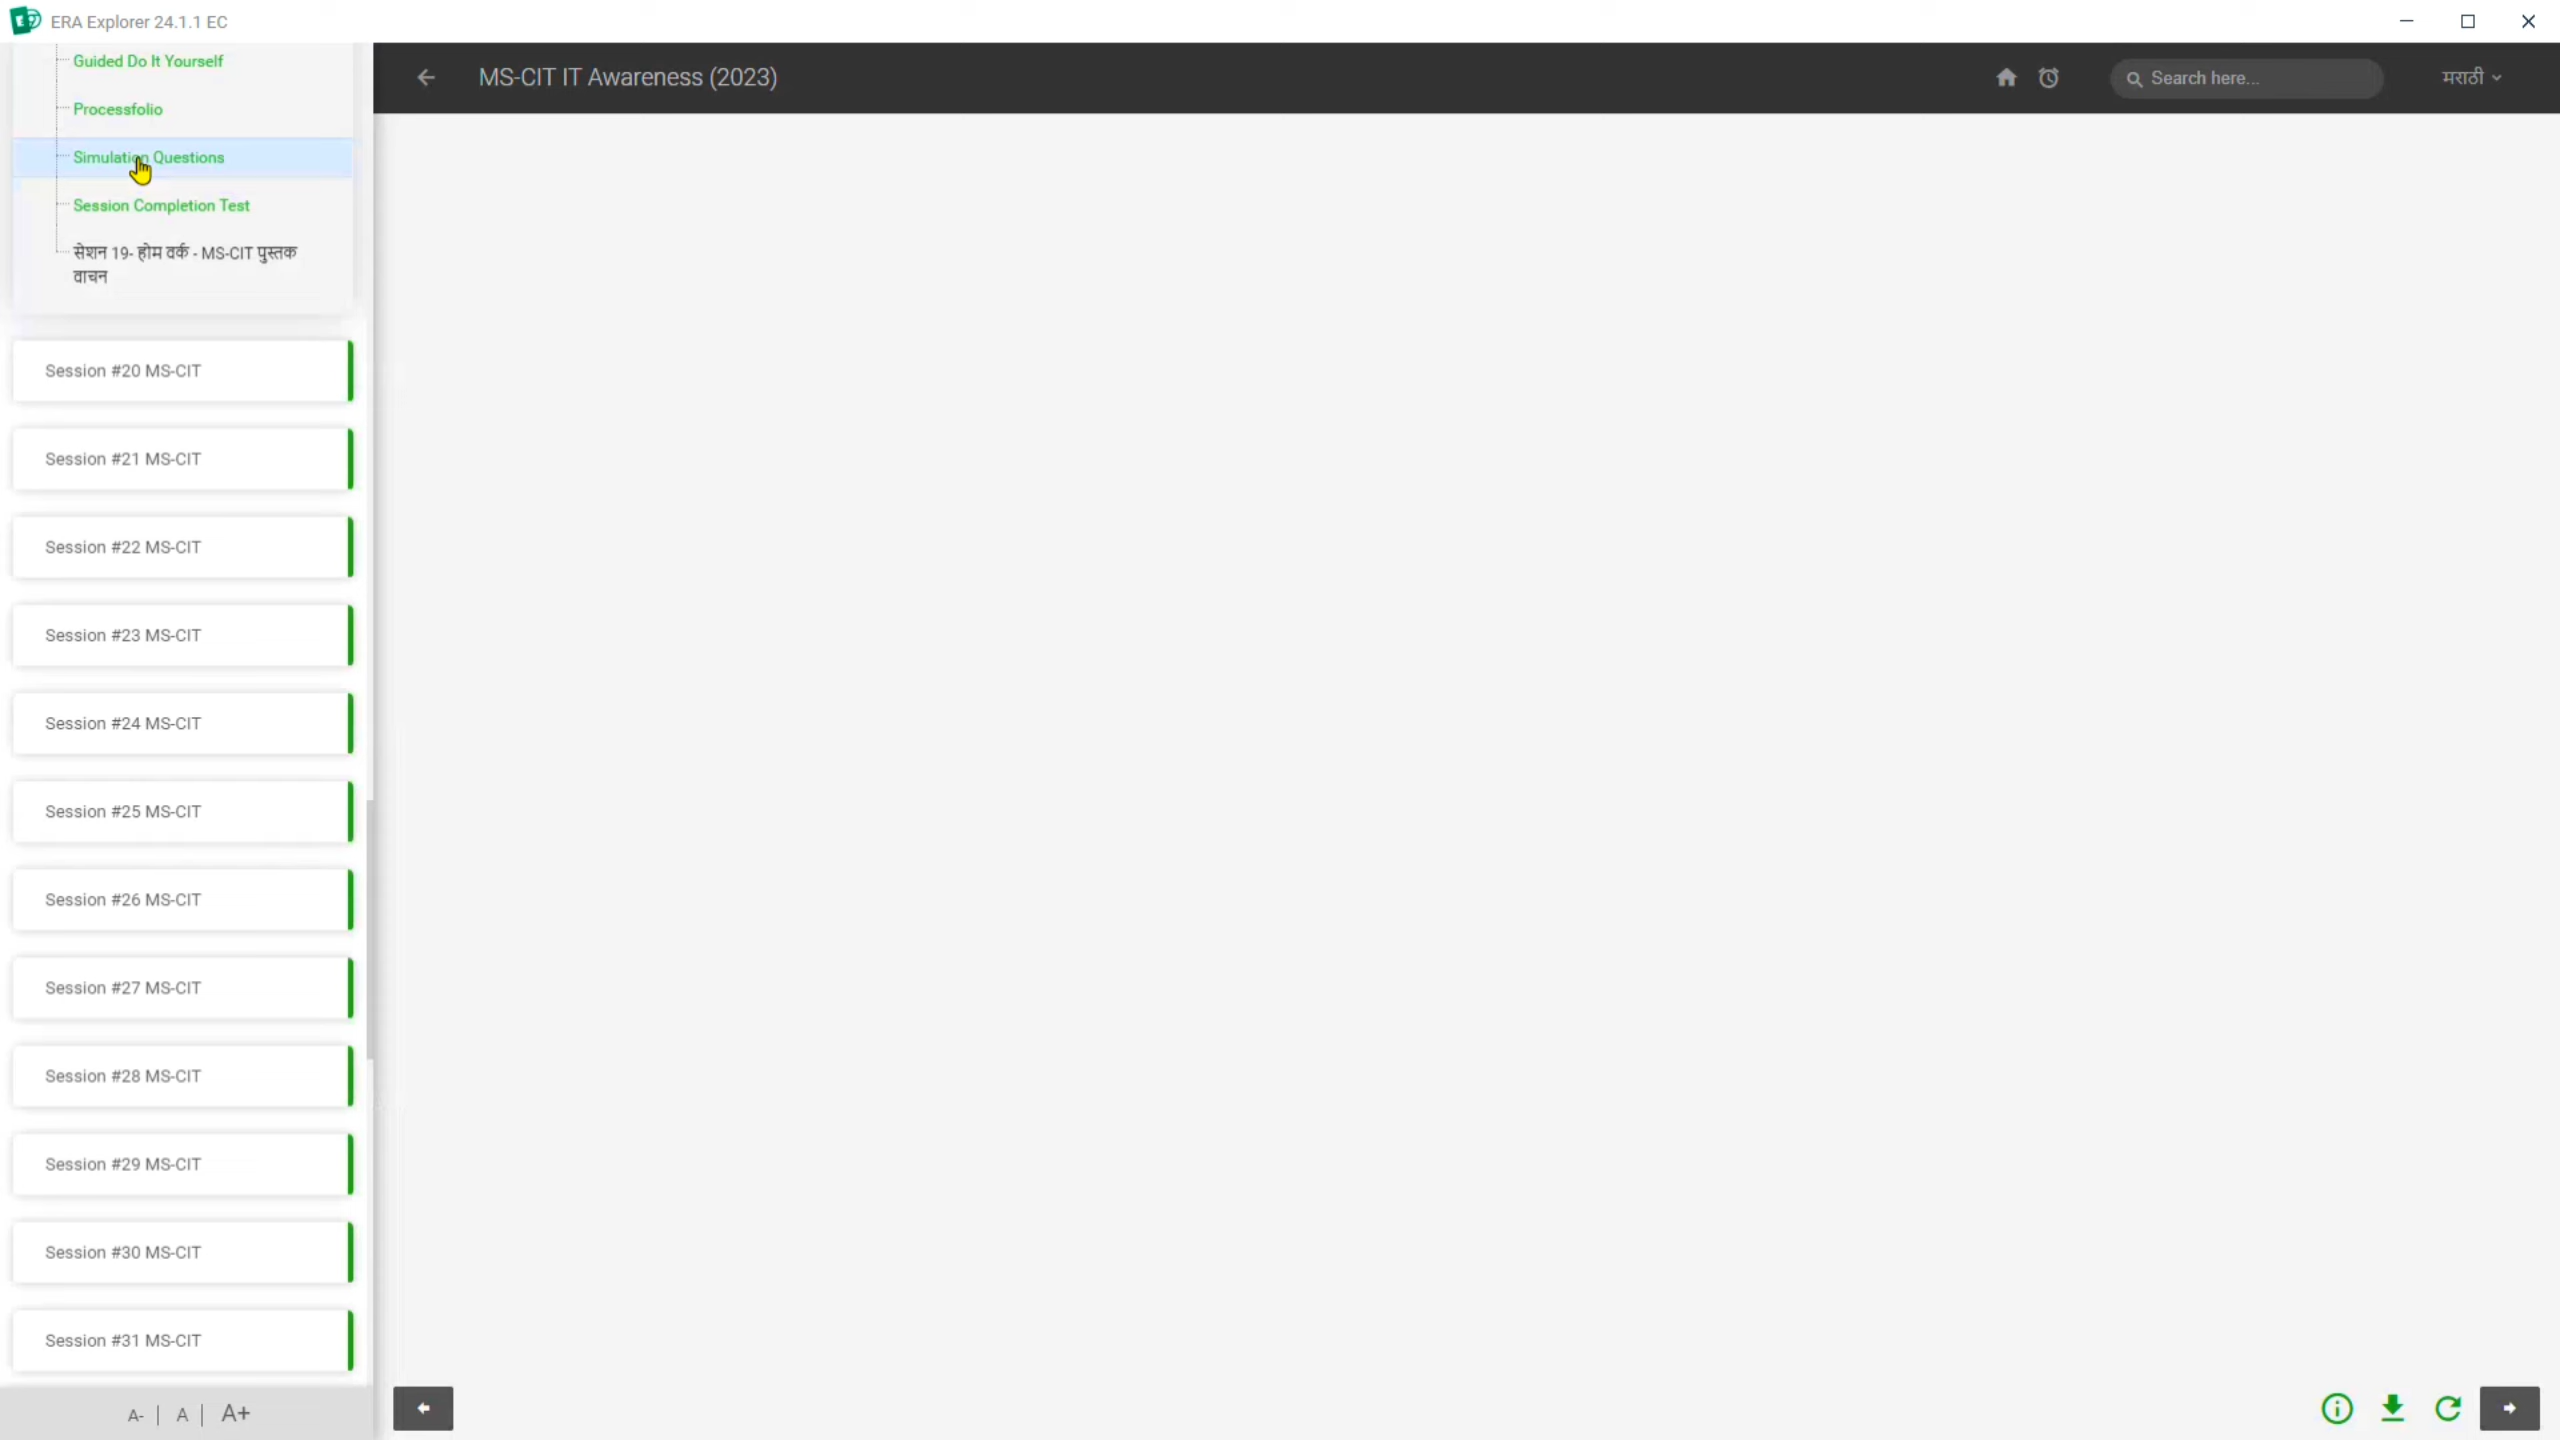 ERA Explorer 24.1.1 EC
MS-CIT IT Awareness (2023)
Search here...
मराठी
Guided Do It Yourself
Processfolio
Simulation Questions
Session Completion Test
सेशन 19- होम वर्क - MS-CIT पुस्तक
वाचन
Session #20 MS-CIT
Session #21 MS-CIT
Session #22 MS-CIT
Session #23 MS-CIT
Session #24 MS-CIT
Session #25 MS-CIT
Session #26 MS-CIT
Session #27 MS-CIT
Session #28 MS-CIT
Session #29 MS-CIT
Session #30 MS-CIT
Session #31 MS-CIT
A- | A | A+